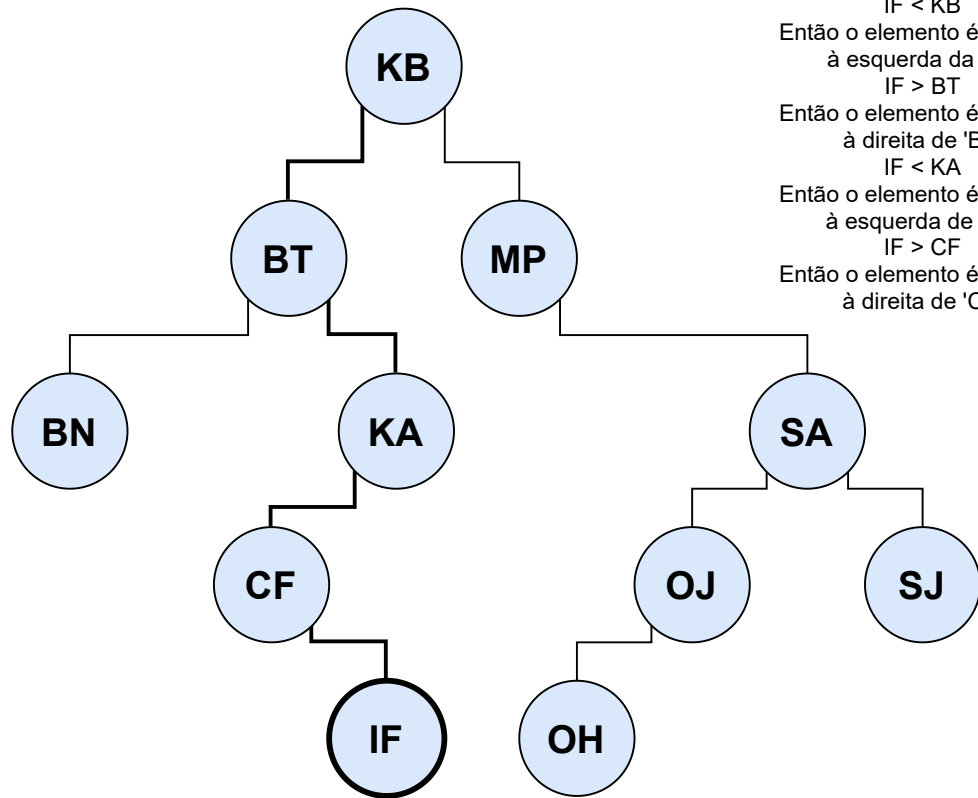 IF < KB
Então o elemento é
à esquerda da
IF > BT
Então o elemento é
à direita de
IF < KA
Então o elemento é
à esquerda de
IF > CF
Então o elemento é
à direita de
KB
BT
MP
BN
KA
SA
CF
OJ
SJ
IF
OH